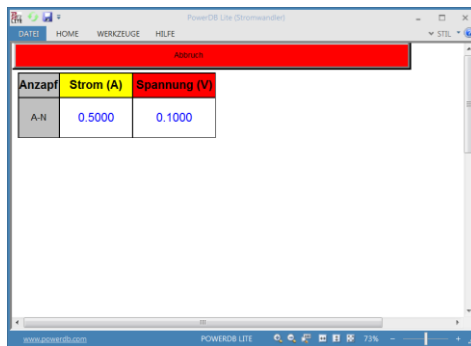 PowerDB Lite (Stromwandler)
DATEI HOME WERKZEUGE HILFE STIL
Abbruch
Anzapf Strom (A) Spannung (V)
A-N 0.5000 0.1000
www.powerdb.com POWERDB LITE 73%